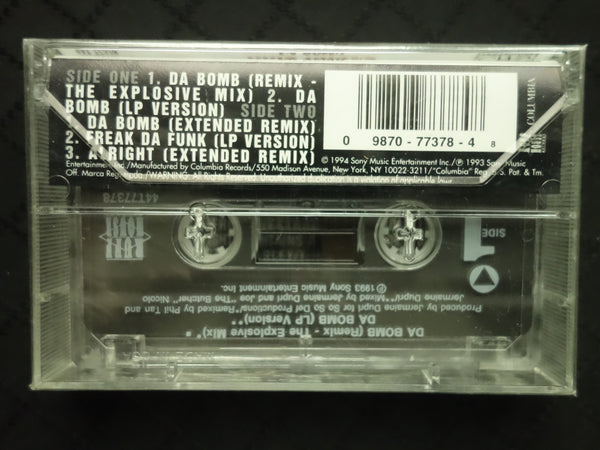 SIDE ONE 1. DA BOMB (REMIX -
THE EXPLOSIVE MIX) 2. DA
BOMB (LP VERSION) SIDE TWO
DA BOMB (EXTENDED REMIX)
2. FREAK DA FUNK (LP VERSION)
3. ALRIGHT (EXTENDED REMIX)
0 9870-77378-4 8
COLUMBIA
© 1994 Sony Music Entertainment Inc./℗ 1993 Sony Music
Entertainment Inc./Manufactured by Columbia Records/550 Madison Avenue, New York, NY, 10022-3211/"Columbia" Reg. U.S. Pat. & Tm.
Off. Marca Registrada./WARNING: All Rights Reserved. Unauthorized duplication is a violation of applicable laws.
44T77378
SIDE 1
DA BOMB (Remix - The Explosive Mix)*
DA BOMB (LP Version)**
Produced by Jermaine Dupri for So So Def Productions/*Remixed by Phil Tan and
Jermaine Dupri/**Mixed by Jermaine Dupri and Joe "The Butcher" Nicolo
℗ 1993 Sony Music Entertainment Inc.